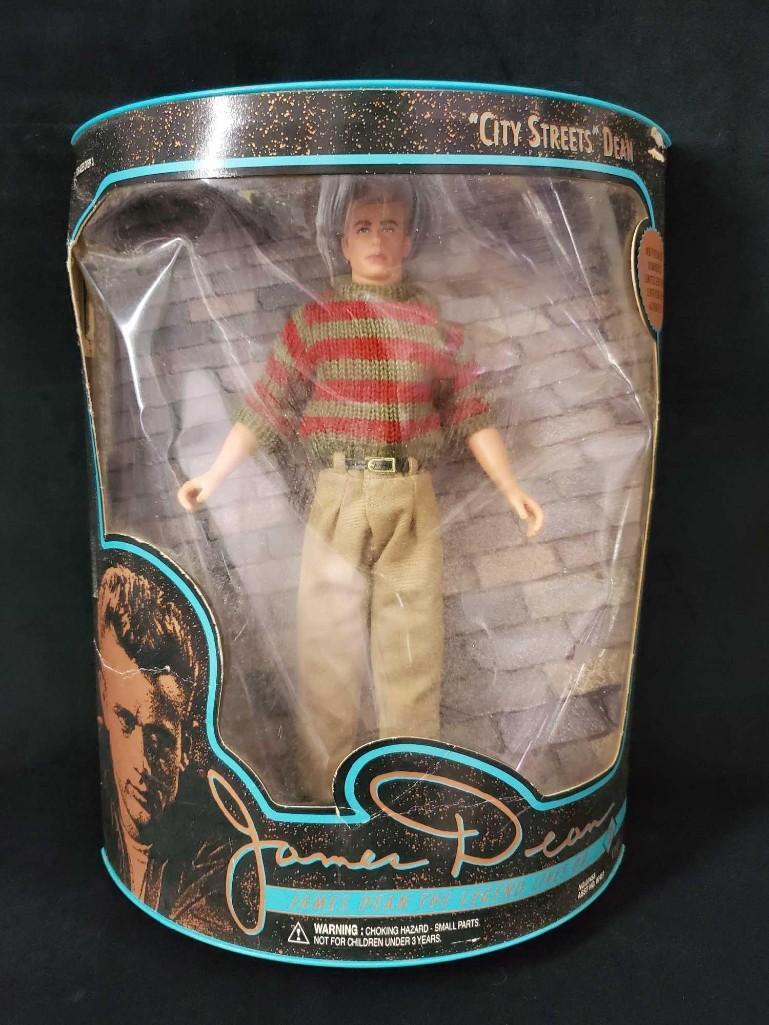 "CITY STREETS" DEAN
James Dean
JAMES DEAN THE LEGEND LIVES ON
WARNING : CHOKING HAZARD - SMALL PARTS.
NOT FOR CHILDREN UNDER 3 YEARS.